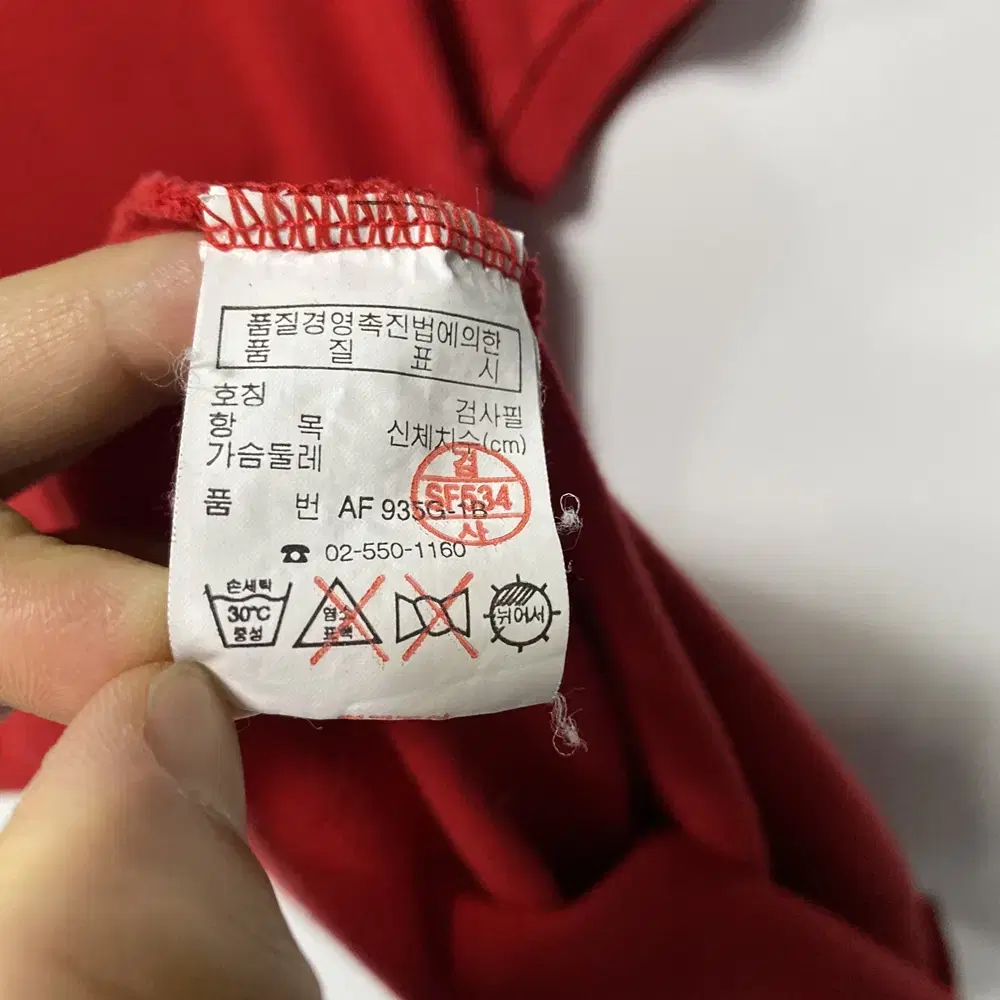 품질경영촉진법에의한
품 질 표 시
호칭 검사필
항 목 신체치수(cm)
가슴둘레
검
SF534
사
품 번 AF 935G-1B
☎ 02-550-1160
손세탁
30℃
중성
염소
표백
뉘어서